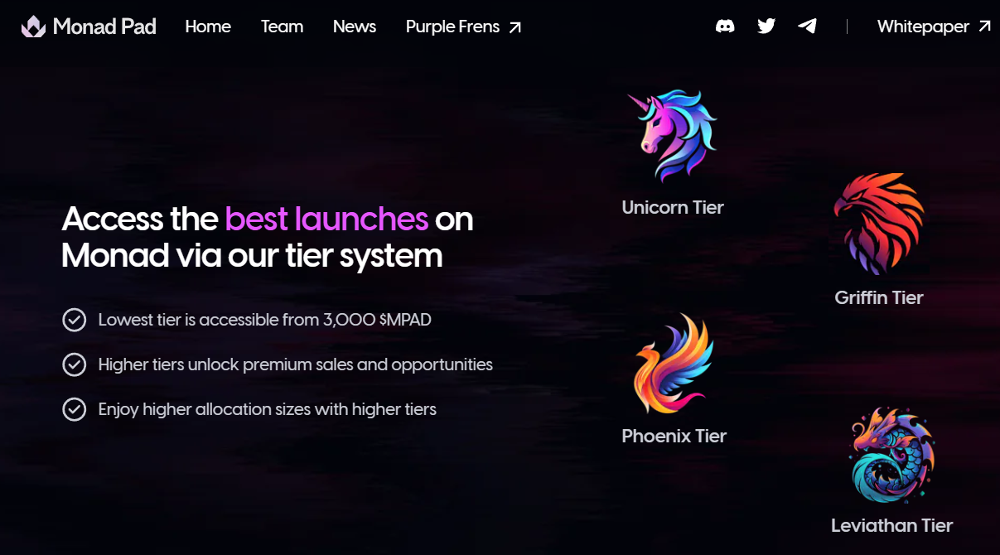 Monad Pad
Home
Team
News
Purple Frens
Whitepaper
Access the best launches on
Monad via our tier system
Lowest tier is accessible from 3,000 $MPAD
Higher tiers unlock premium sales and opportunities
Enjoy higher allocation sizes with higher tiers
Unicorn Tier
Griffin Tier
Phoenix Tier
Leviathan Tier